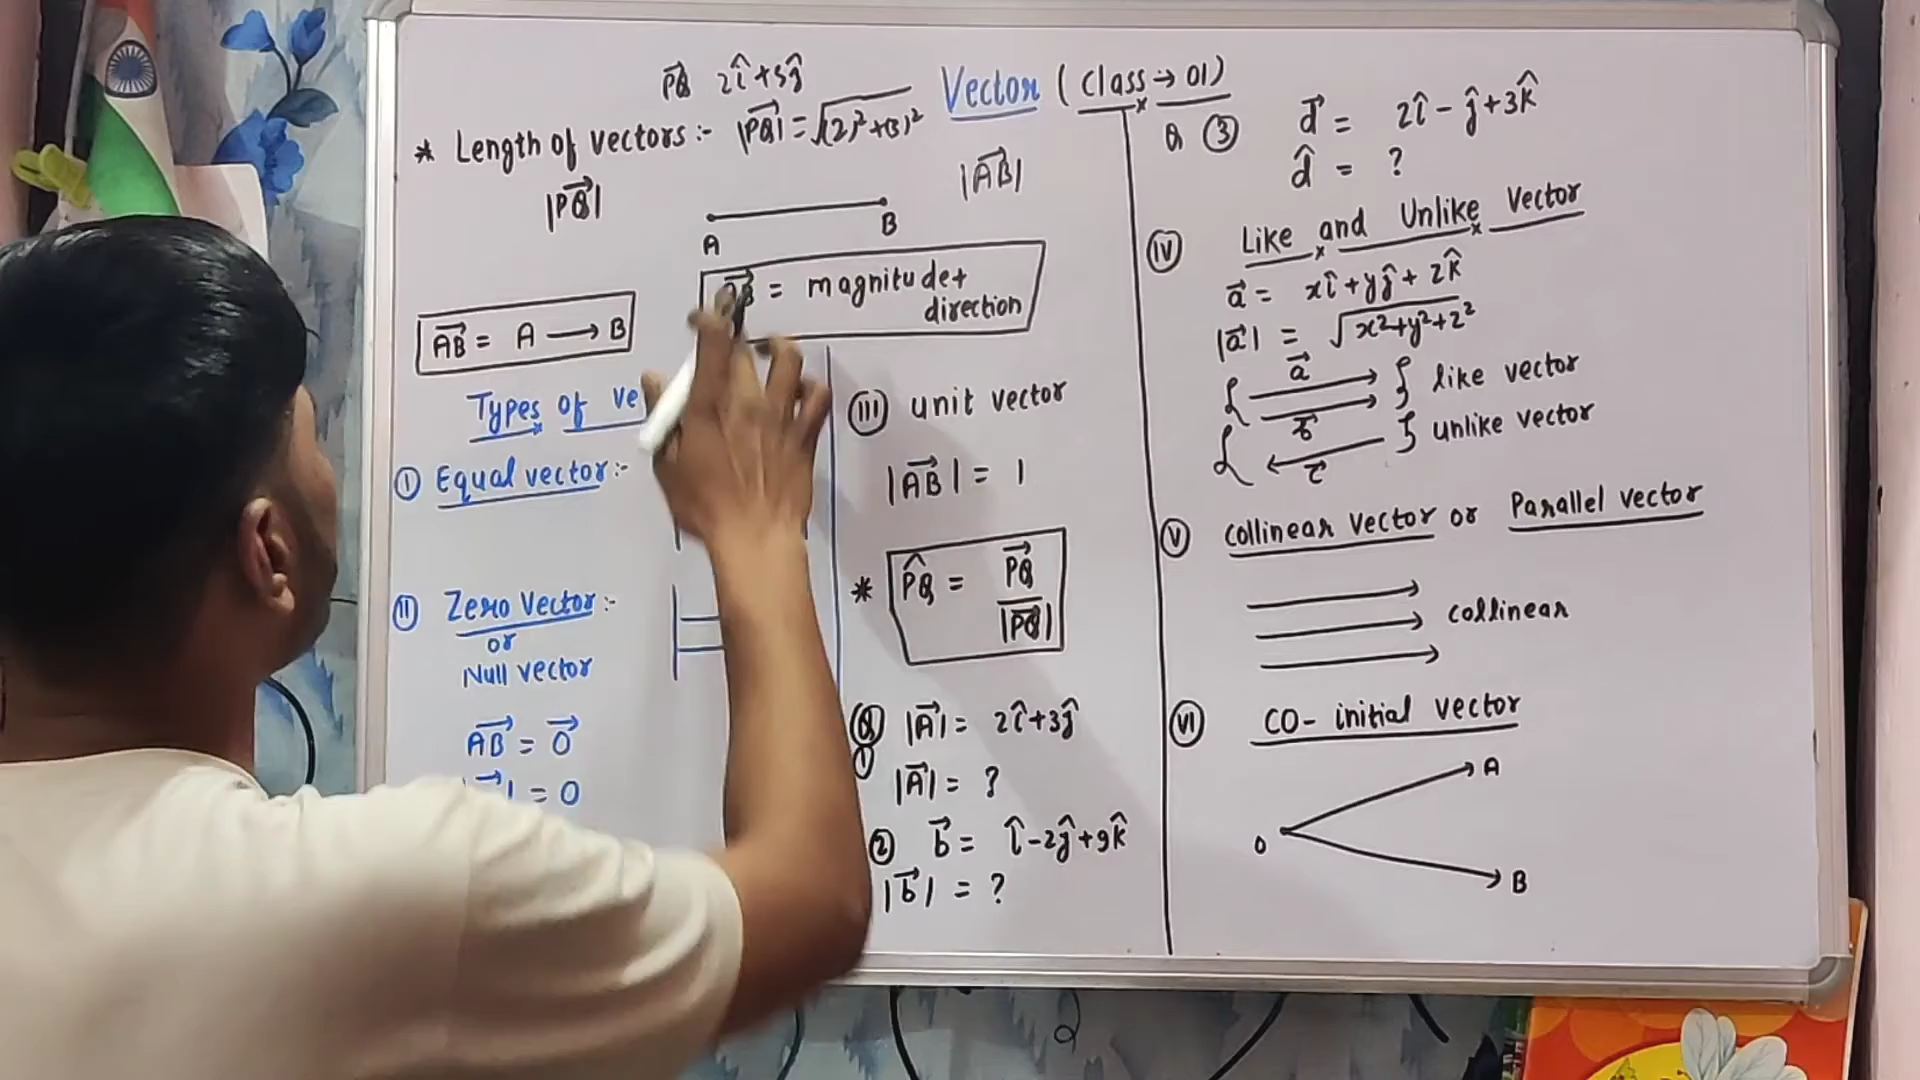 Vector (Class → 01)
PQ⃗ 2î+3ĵ
* Length of vectors:- |PQ⃗| = √(2)²+(3)²
|PQ⃗|
|AB⃗|
A B
= magnitude+
direction
AB⃗ = A ⟶ B
Types of Ve
(I) Equal vector:-
(II) Zero Vector:-
or
Null vector
AB⃗ = 0⃗
| = 0
(III) unit vector
|AB⃗| = 1
* P̂Q = PQ⃗ / |PQ⃗|
Q (1) |A⃗| = 2î+3ĵ
|A⃗| = ?
(2) b⃗ = î-2ĵ+9k̂
|b⃗| = ?
Q (3) d⃗ = 2î-ĵ+3k̂
d̂ = ?
(IV) Like and Unlike Vector
a⃗ = xî+yĵ+zk̂
|a⃗| = √x²+y²+z²
a⃗
like vector
b⃗
unlike vector
c⃗
(V) Collinear vector or Parallel vector
collinear
(VI) CO-initial vector
A
O
B